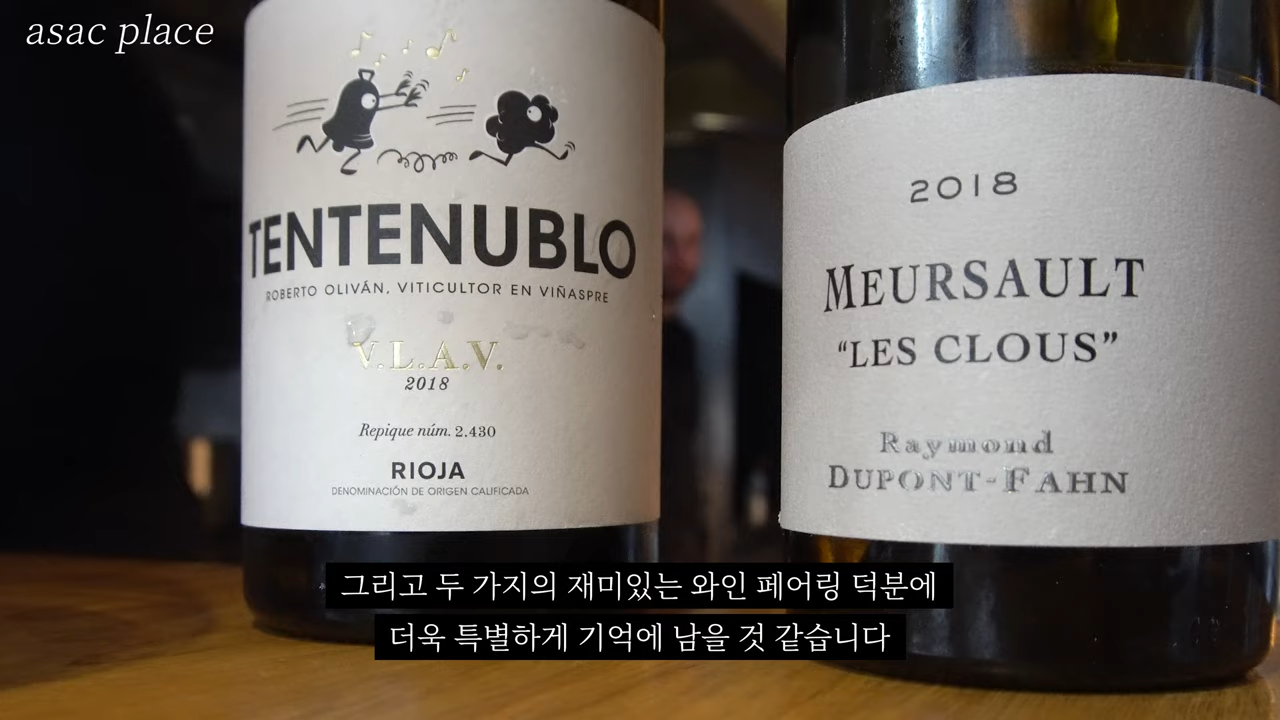 asac place
TENTENUBLO
ROBERTO OLIVÁN, VITICULTOR EN VIÑASPRE
V.L.A.V.
2018
Repique núm. 2.430
RIOJA
DENOMINACIÓN DE ORIGEN CALIFICADA
2018
MEURSAULT
“LES CLOUS”
Raymond
DUPONT-FAHN
그리고 두 가지의 재미있는 와인 페어링 덕분에
더욱 특별하게 기억에 남을 것 같습니다